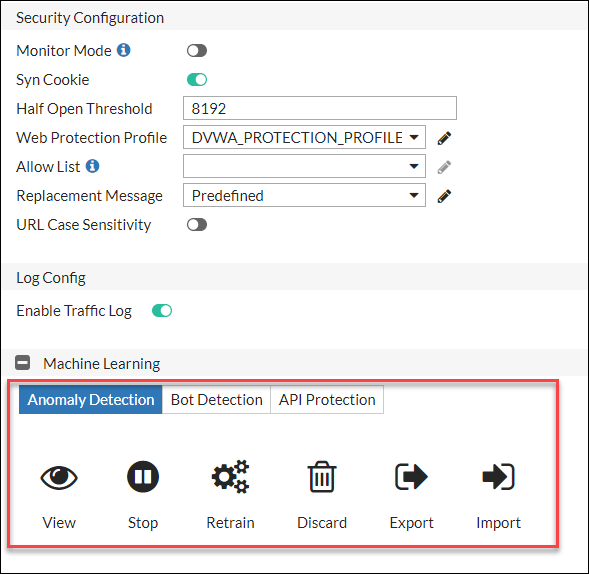 Security Configuration
Monitor Mode
Syn Cookie
Half Open Threshold 8192
Web Protection Profile DVWA_PROTECTION_PROFILE
Allow List
Replacement Message Predefined
URL Case Sensitivity
Log Config
Enable Traffic Log
Machine Learning
Anomaly Detection Bot Detection API Protection
View Stop Retrain Discard Export Import